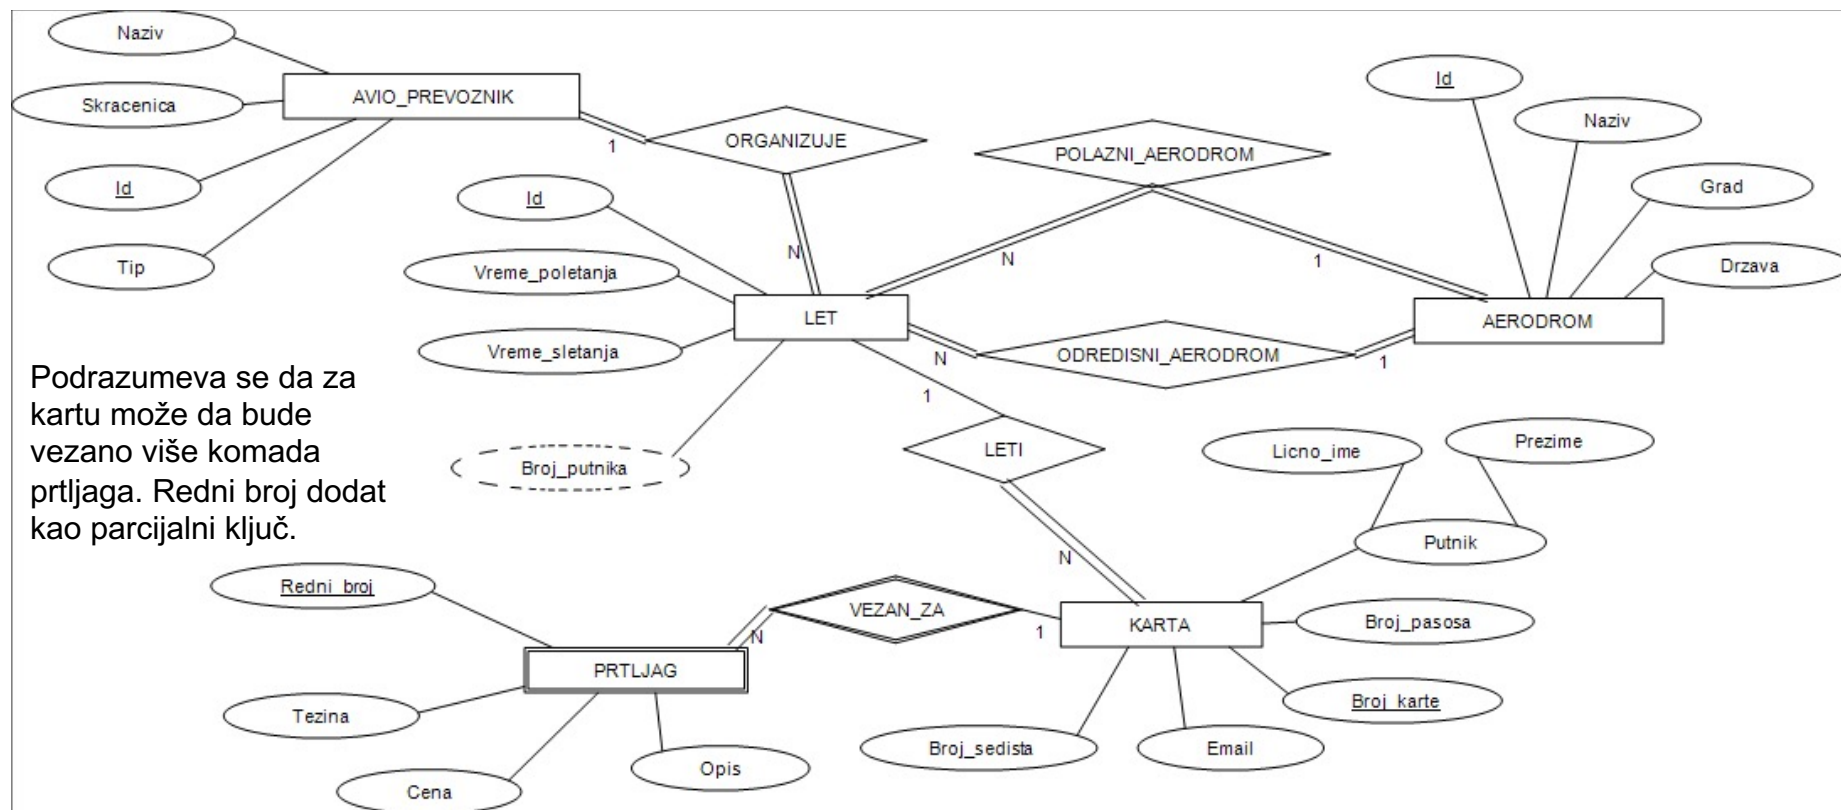 Naziv
AVIO_PREVOZNIK
Skracenica
Id
Tip
1
ORGANIZUJE
N
POLAZNI_AERODROM
N
1
Id
Naziv
Grad
Drzava
AERODROM
Id
Vreme_poletanja
LET
Vreme_sletanja
N
ODREDISNI_AERODROM
1
Broj_putnika
1
LETI
N
Podrazumeva se da za
kartu može da bude
vezano više komada
prtljaga. Redni broj dodat
kao parcijalni ključ.
Licno_ime
Prezime
Putnik
Redni_broj
N
VEZAN_ZA
1
KARTA
Broj_pasosa
PRTLJAG
Broj_karte
Tezina
Cena
Opis
Broj_sedista
Email